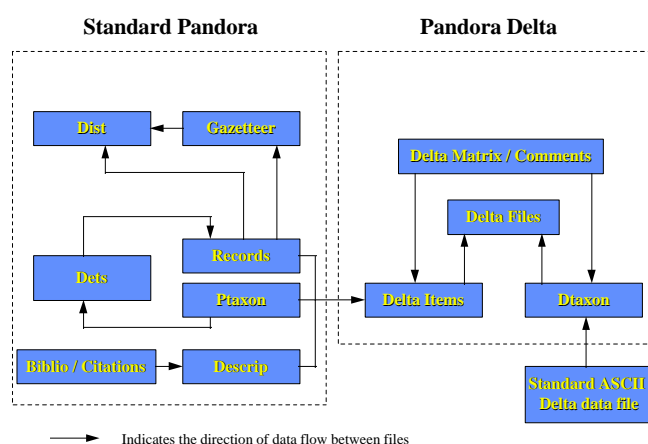 Standard Pandora
Pandora Delta
Dist
Gazetteer
Delta Matrix / Comments
Delta Files
Records
Dets
Ptaxon
Delta Items
Dtaxon
Biblio / Citations
Descrip
Standard ASCII
Delta data file
Indicates the direction of data flow between files